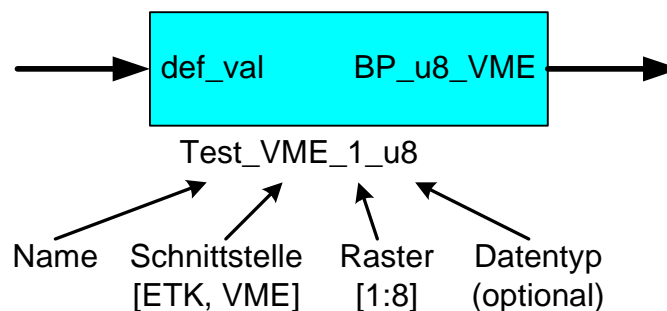 def_val BP_u8_VME
Test_VME_1_u8
Name Schnittstelle Raster Datentyp
[ETK, VME] [1:8] (optional)